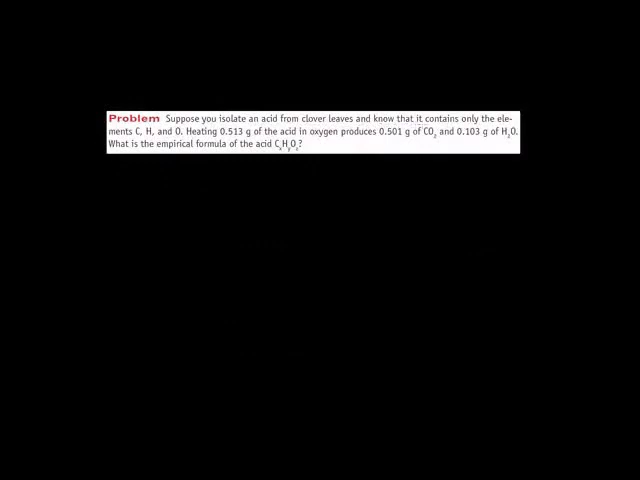 Problem Suppose you isolate an acid from clover leaves and know that it contains only the ele-
ments C, H, and O. Heating 0.513 g of the acid in oxygen produces 0.501 g of CO₂ and 0.103 g of H₂O.
What is the empirical formula of the acid CₓHᵧO₂?